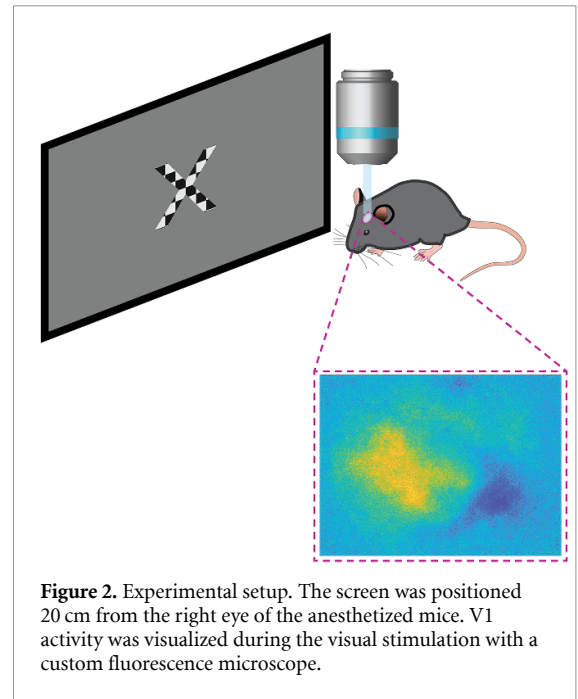 Figure 2. Experimental setup. The screen was positioned
20 cm from the right eye of the anesthetized mice. V1
activity was visualized during the visual stimulation with a
custom fluorescence microscope.